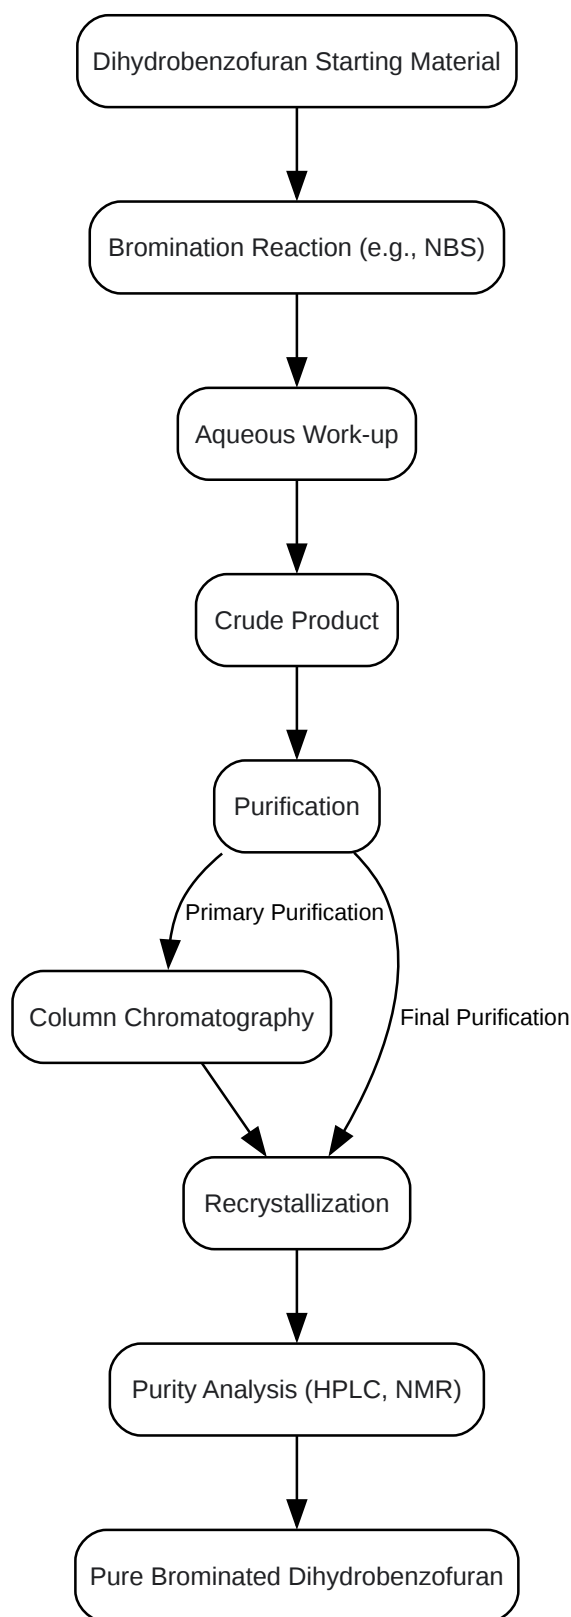 Dihydrobenzofuran Starting Material
Bromination Reaction (e.g., NBS)
Aqueous Work-up
Crude Product
Purification
Primary Purification
Column Chromatography
Final Purification
Recrystallization
Purity Analysis (HPLC, NMR)
Pure Brominated Dihydrobenzofuran